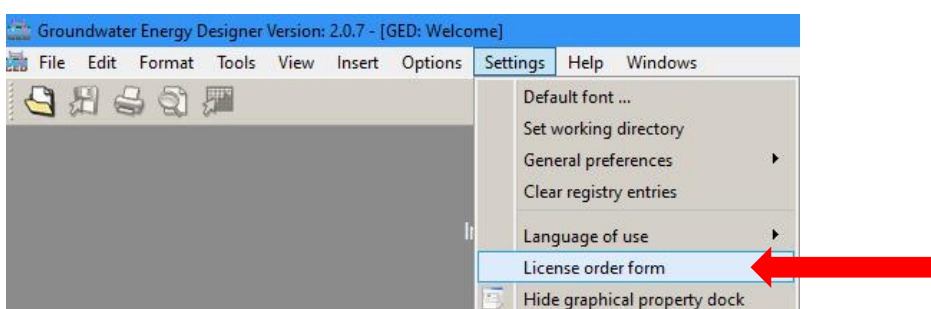 Groundwater Energy Designer Version: 2.0.7 - [GED: Welcome]
File Edit Format Tools View Insert Options Settings Help Windows
Default font ...
Set working directory
General preferences
Clear registry entries
Language of use
License order form
Hide graphical property dock